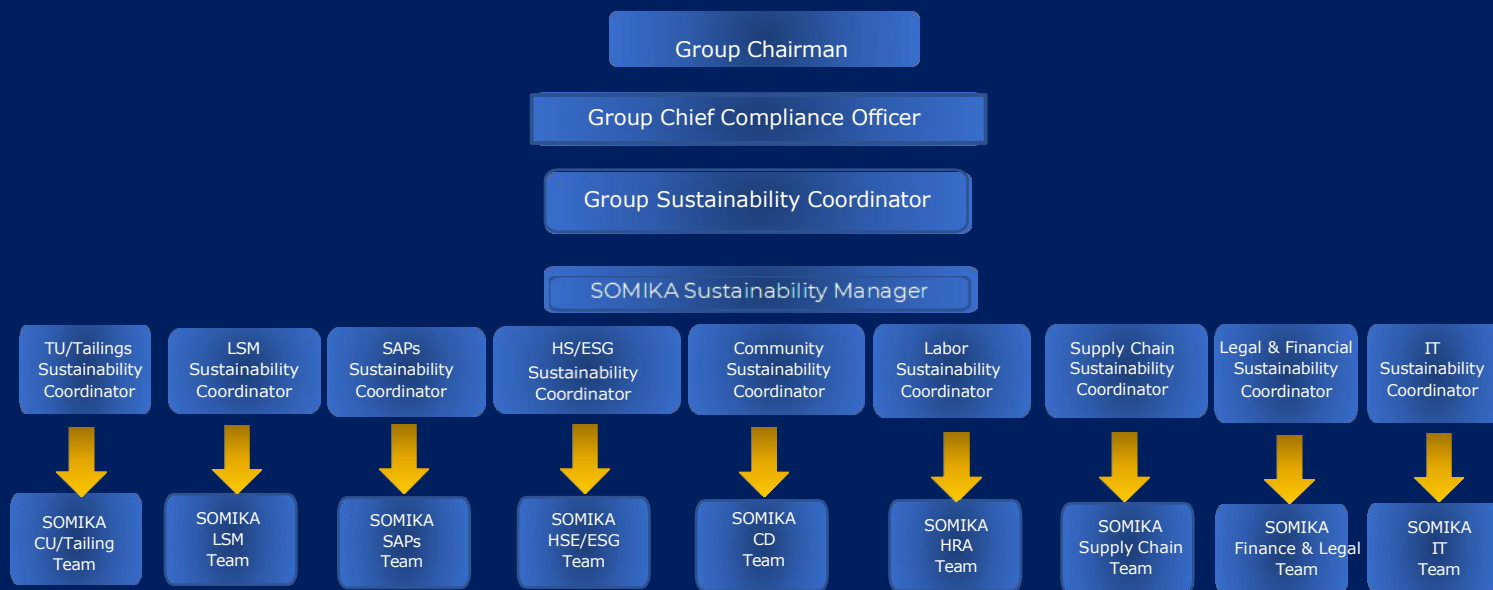 Group Chairman
Group Chief Compliance Officer
Group Sustainability Coordinator
SOMIKA Sustainability Manager
TU/Tailings
Sustainability
Coordinator
LSM
Sustainability
Coordinator
SAPs
Sustainability
Coordinator
HS/ESG
Sustainability
Coordinator
Community
Sustainability
Coordinator
Labor
Sustainability
Coordinator
Supply Chain
Sustainability
Coordinator
Legal & Financial
Sustainability
Coordinator
IT
Sustainability
Coordinator
SOMIKA
CU/Tailing
Team
SOMIKA
LSM
Team
SOMIKA
SAPs
Team
SOMIKA
HSE/ESG
Team
SOMIKA
CD
Team
SOMIKA
HRA
Team
SOMIKA
Supply Chain
Team
SOMIKA
Finance & Legal
Team
SOMIKA
IT
Team